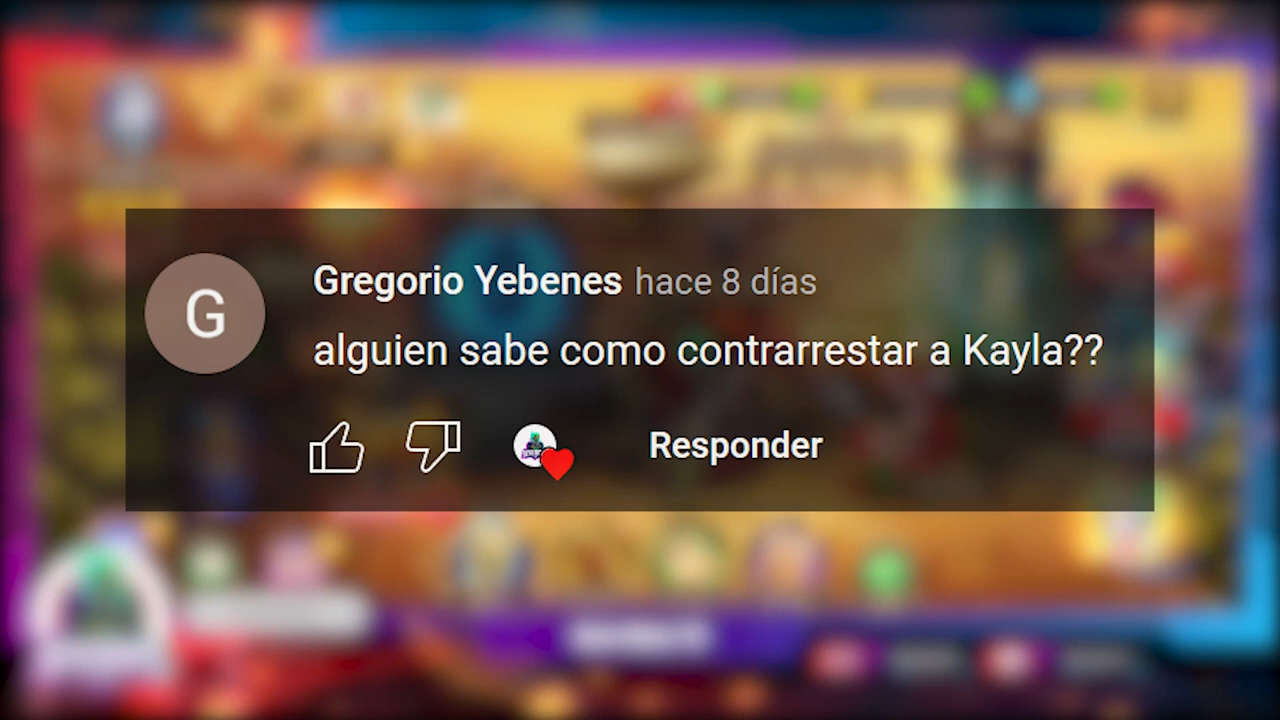 G
Gregorio Yebenes hace 8 días
alguien sabe como contrarrestar a Kayla??
Responder